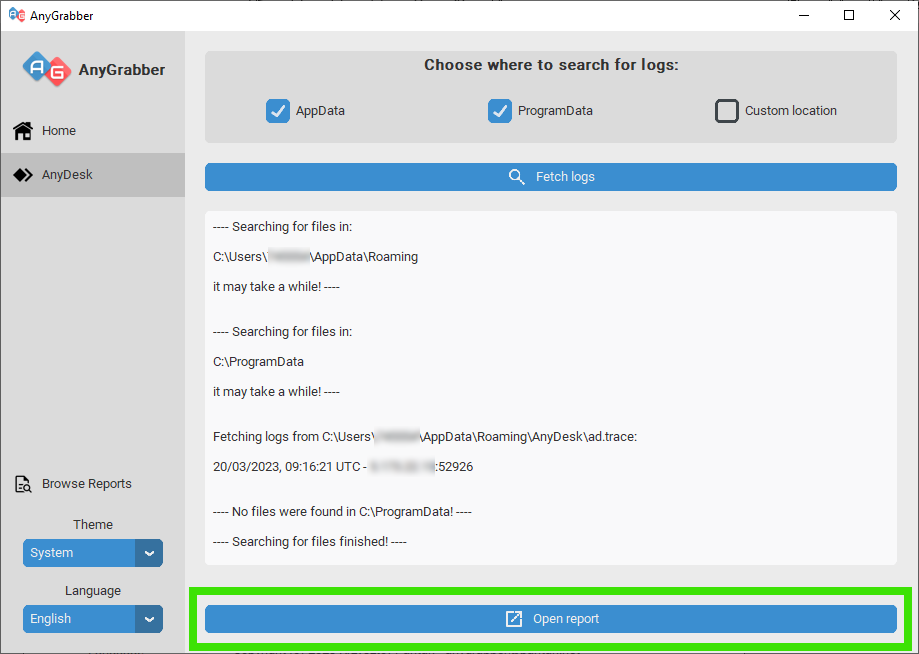 AnyGrabber
AG AnyGrabber
Home
AnyDesk
Browse Reports
Theme
System
Language
English
Choose where to search for logs:
AppData
ProgramData
Custom location
Fetch logs
---- Searching for files in:
C:\Users\ \AppData\Roaming
it may take a while! ----
---- Searching for files in:
C:\ProgramData
it may take a while! ----
Fetching logs from C:\Users\ \AppData\Roaming\AnyDesk\ad.trace:
20/03/2023, 09:16:21 UTC - :52926
---- No files were found in C:\ProgramData! ----
---- Searching for files finished! ----
Open report